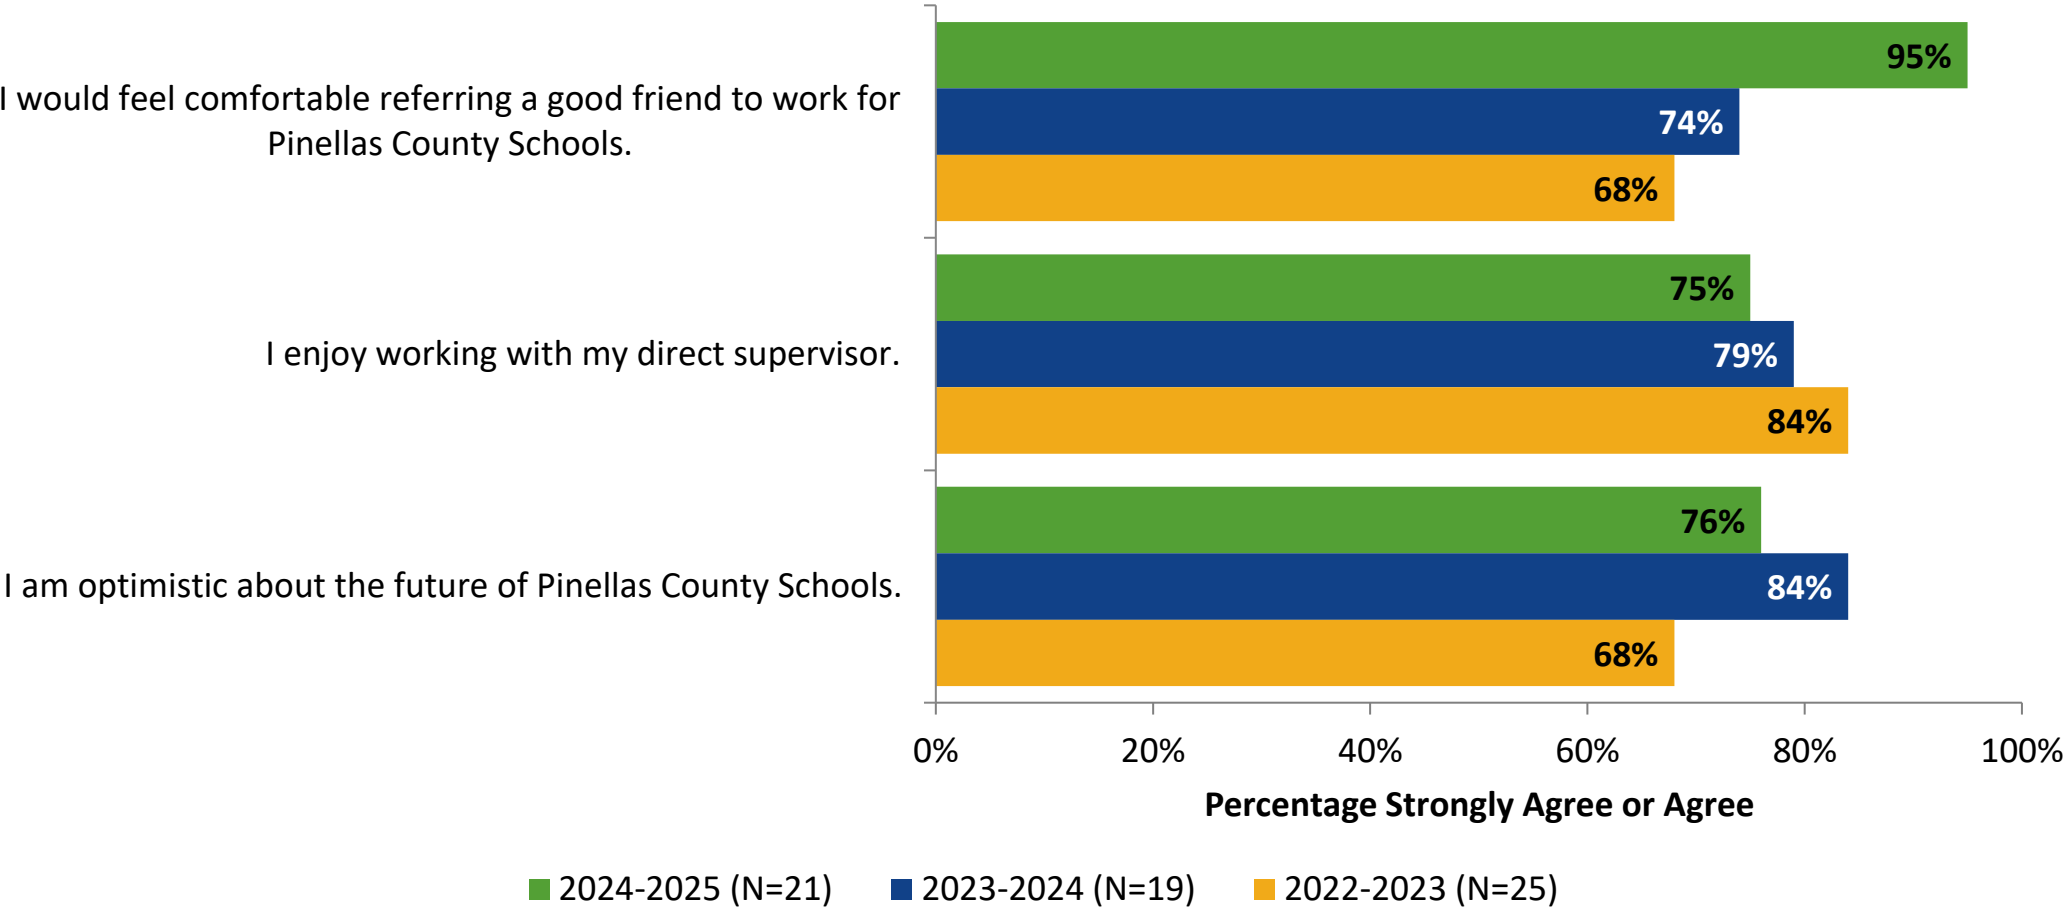 I would feel comfortable referring a good friend to work for
Pinellas County Schools.
95%
74%
68%
I enjoy working with my direct supervisor.
75%
79%
84%
I am optimistic about the future of Pinellas County Schools.
76%
84%
68%
0% 20% 40% 60% 80% 100%
Percentage Strongly Agree or Agree
2024-2025 (N=21) 2023-2024 (N=19) 2022-2023 (N=25)